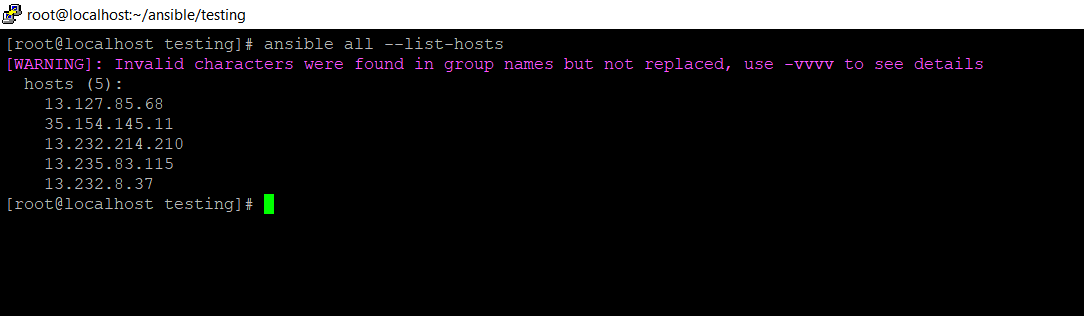 root@localhost:~/ansible/testing
[root@localhost testing]# ansible all --list-hosts
[WARNING]: Invalid characters were found in group names but not replaced, use -vvvv to see details
  hosts (5):
    13.127.85.68
    35.154.145.11
    13.232.214.210
    13.235.83.115
    13.232.8.37
[root@localhost testing]#